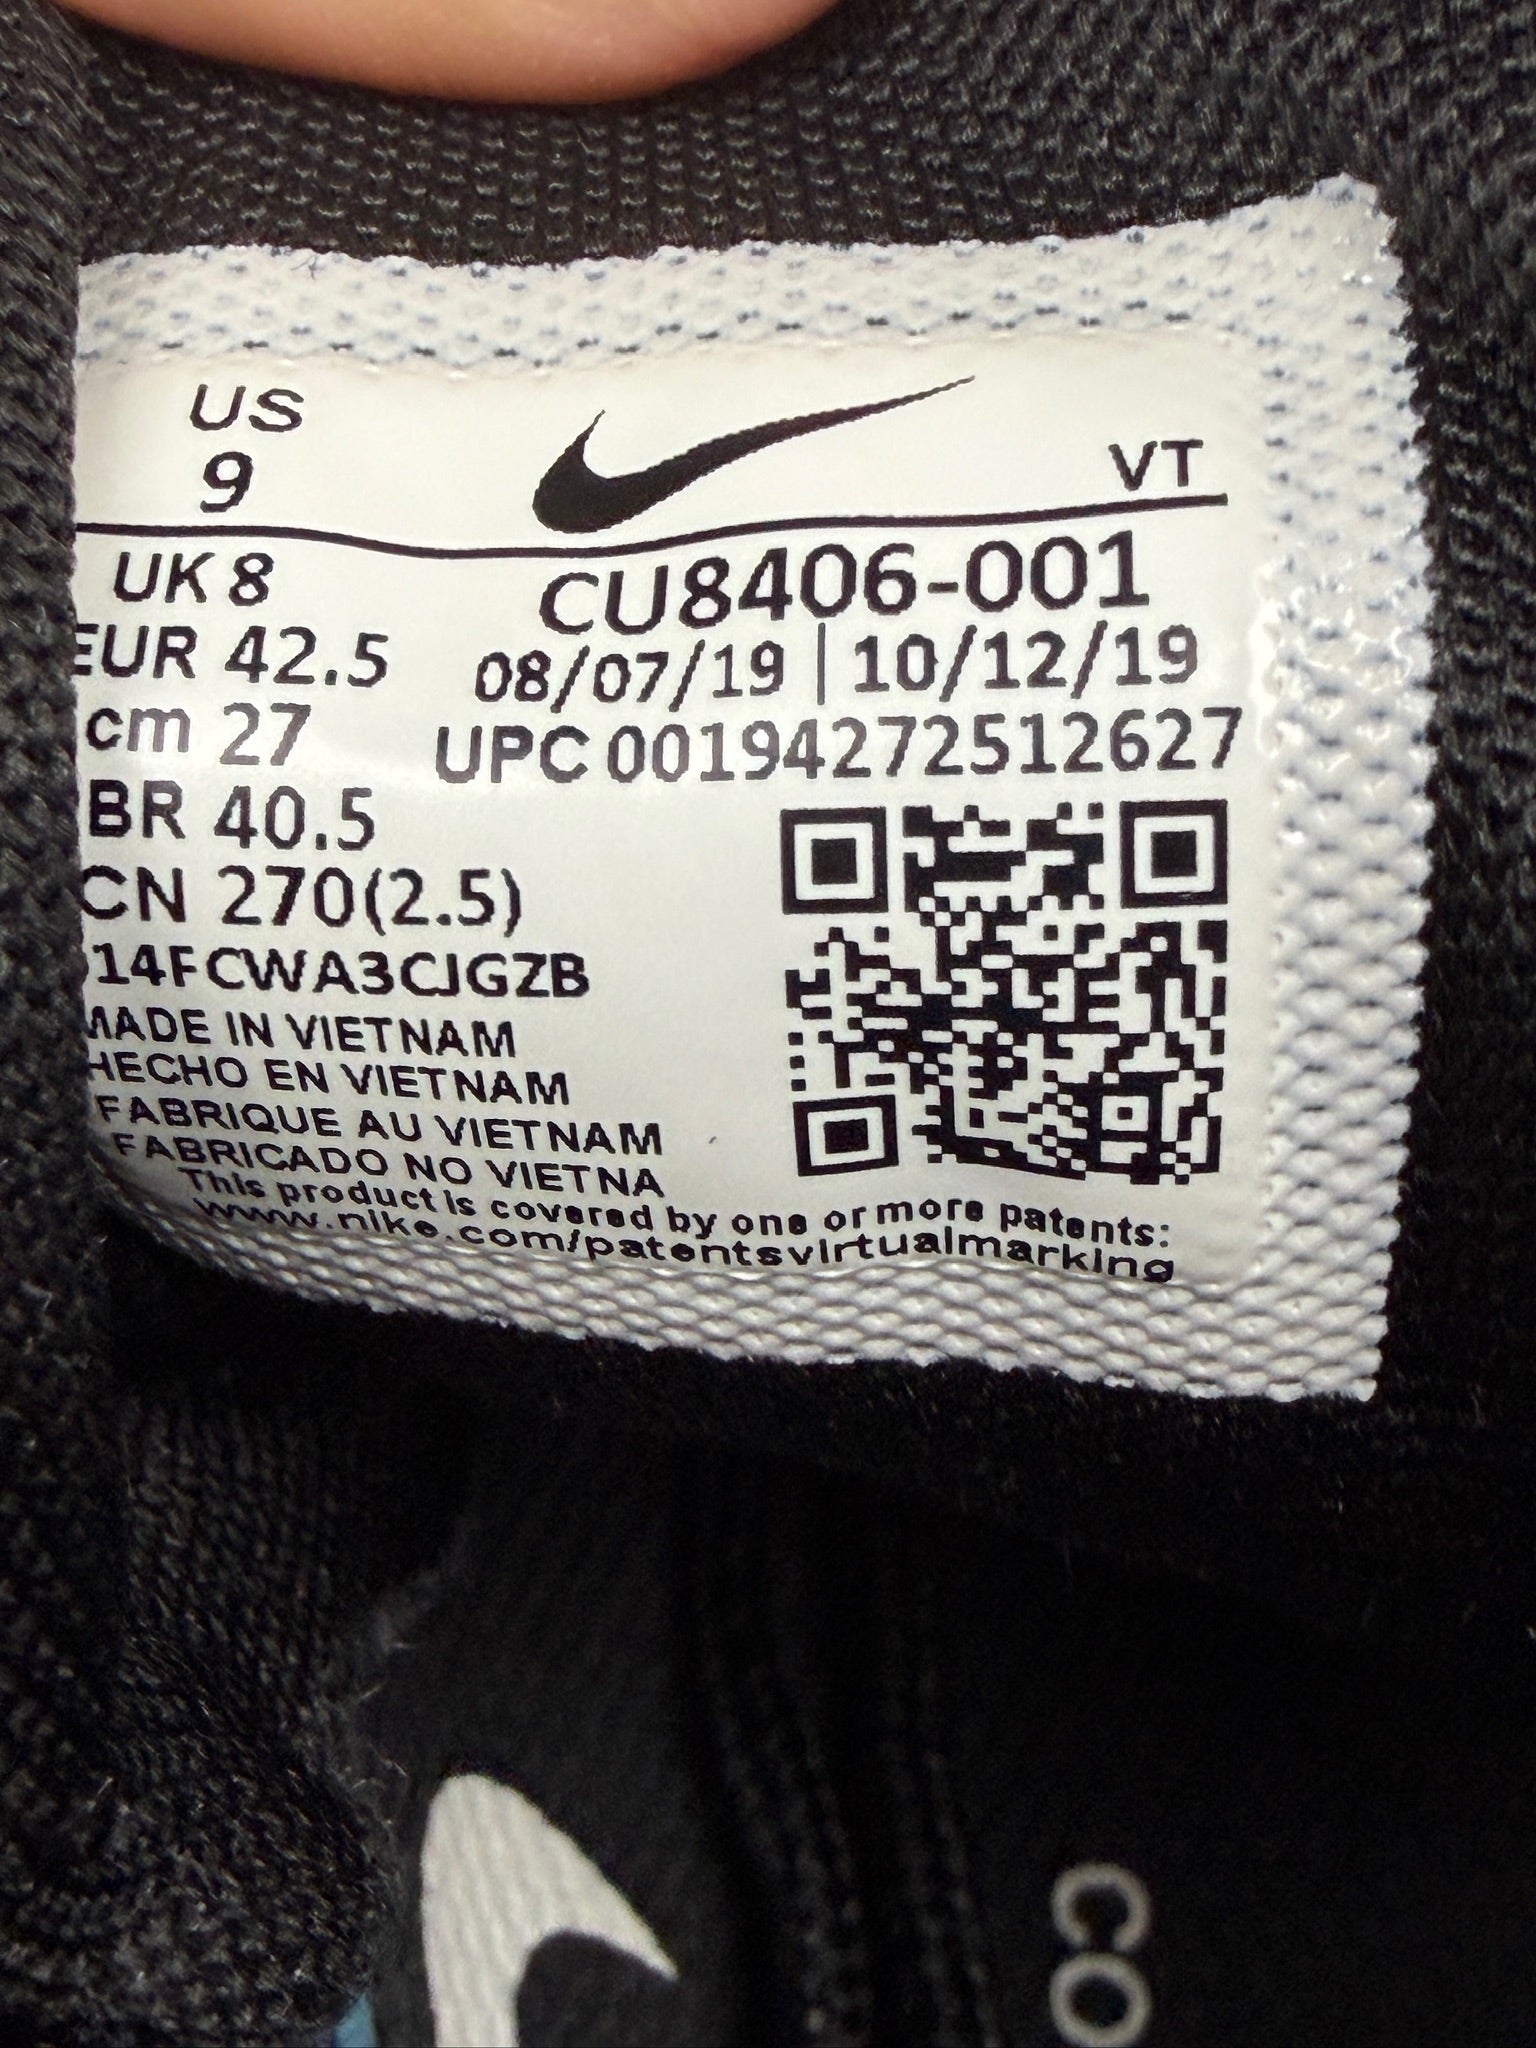 US
9
VT
UK 8
CU8406-001
EUR 42.5
08/07/19 | 10/12/19
cm 27
UPC 00194272512627
BR 40.5
CN 270(2.5)
14FCWA3CJGZB
MADE IN VIETNAM
HECHO EN VIETNAM
FABRIQUE AU VIETNAM
FABRICADO NO VIETNA
This product is covered by one or more patents:
www.nike.com/patentsvirtualmarking
CO